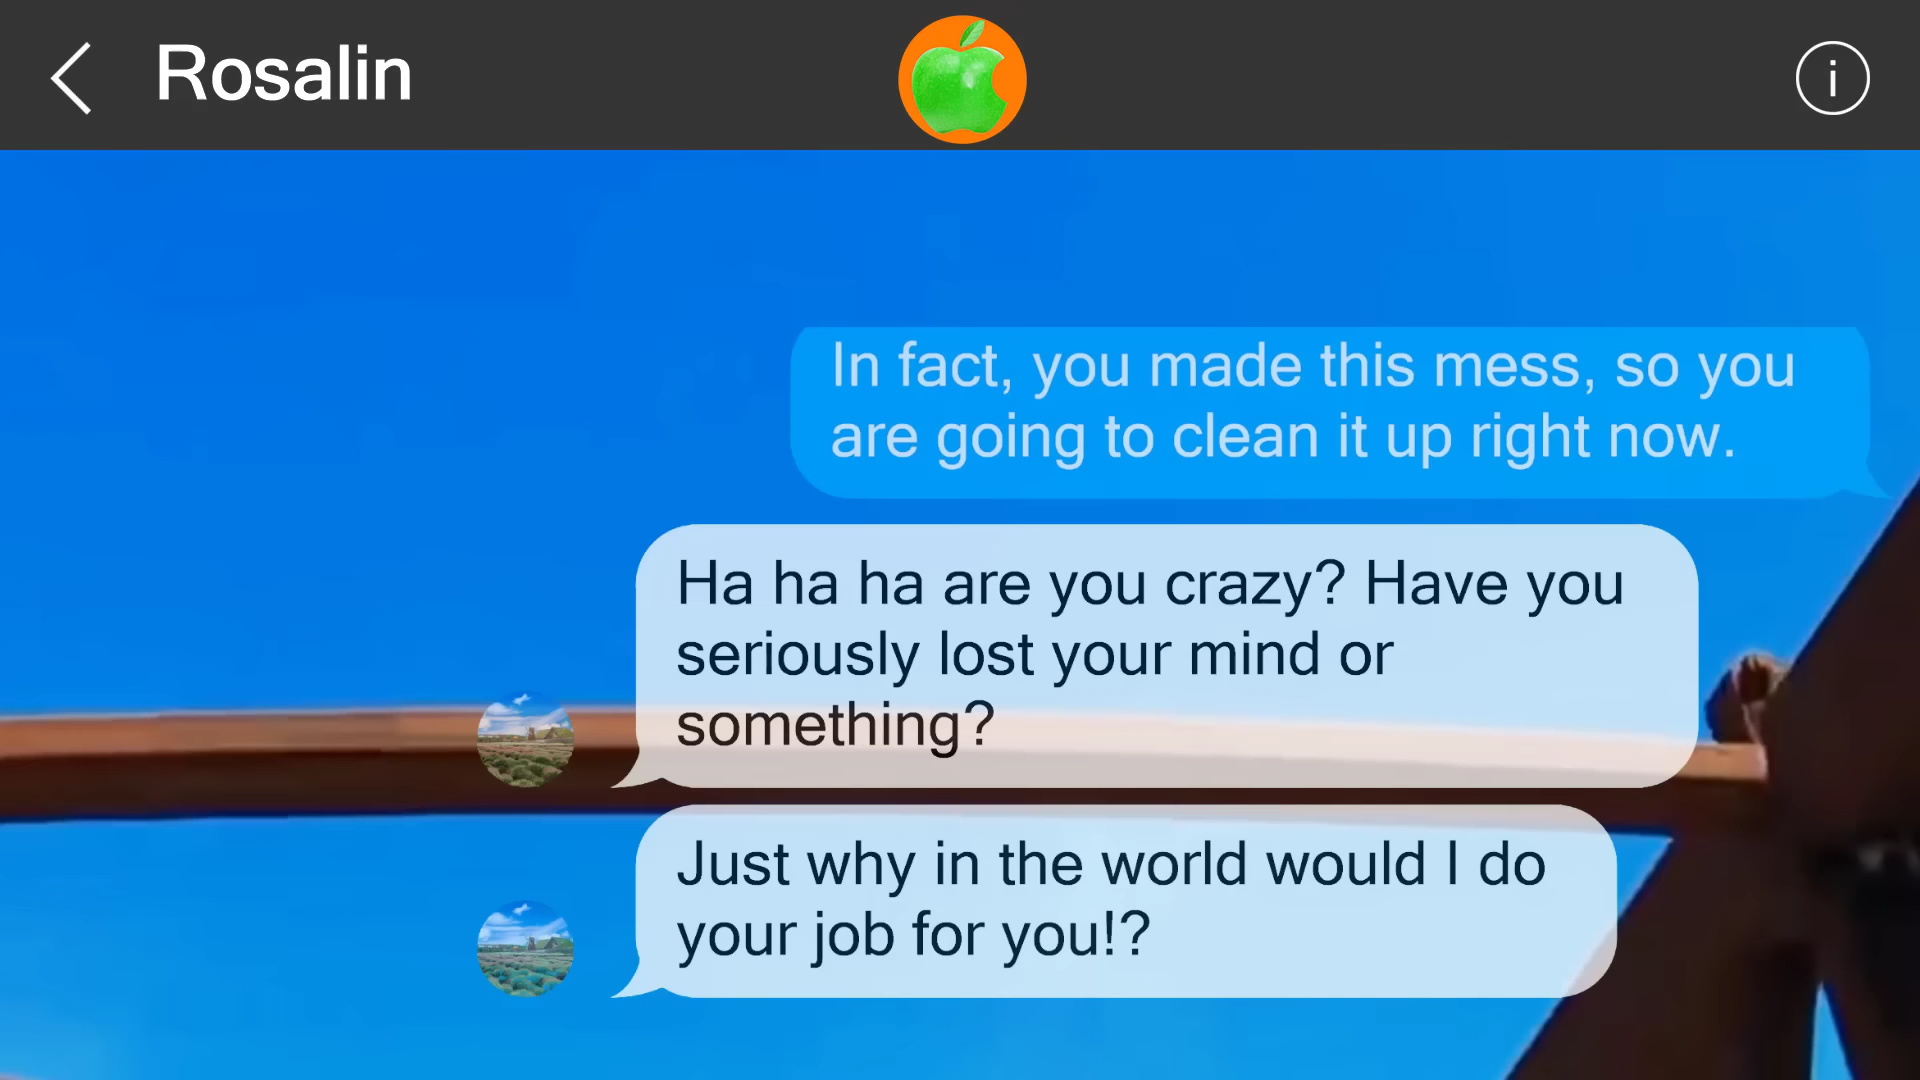 Rosalin
i
In fact, you made this mess, so you
are going to clean it up right now.
Ha ha ha are you crazy? Have you
seriously lost your mind or
something?
Just why in the world would I do
your job for you!?